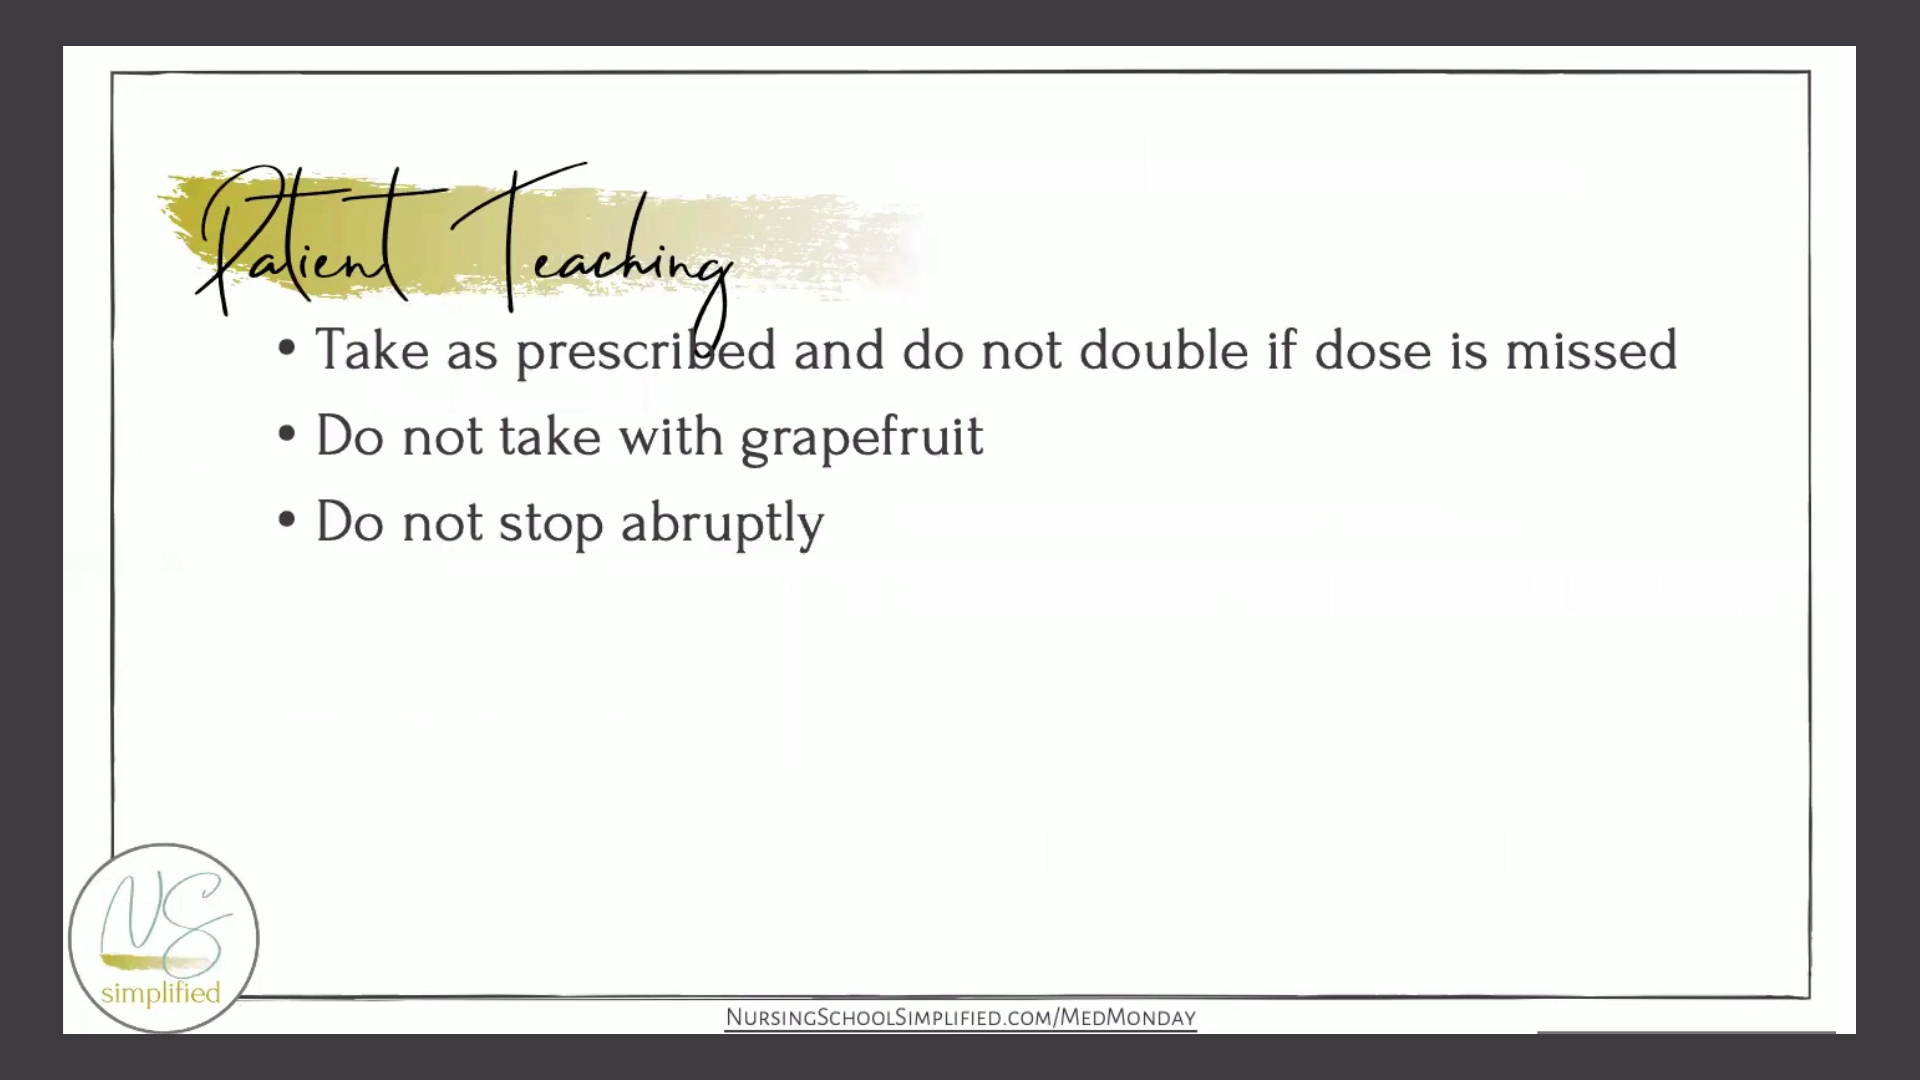 Patient Teaching
• Take as prescribed and do not double if dose is missed
• Do not take with grapefruit
• Do not stop abruptly
NS
simplified
NursingSchoolSimplified.com/MedMonday